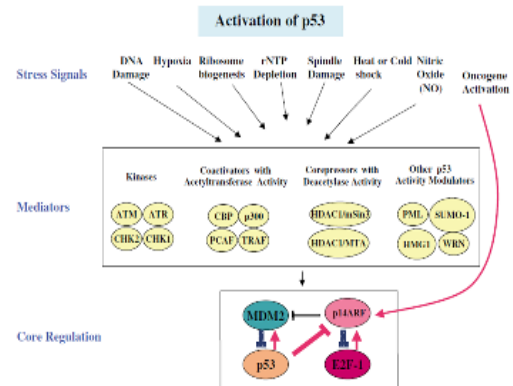 Activation of p53
Stress Signals
DNA Damage
Hypoxia
Ribosome biogenesis
rNTP Depletion
Spindle Damage
Heat or Cold shock
Nitric Oxide (NO)
Oncogene Activation
Mediators
Kinases
ATM ATR
CHK2 CHK1
Coactivators with
Acetyltransferase Activity
CBP p300
PCAF TRAF
Corepressors with
Deacetylase Activity
HDAC1/mSin3
HDAC1/MTA
Other p53
Activity Modulators
PML SUMO-1
HMG1 WRN
Core Regulation
MDM2 p14ARF
p53 E2F-1